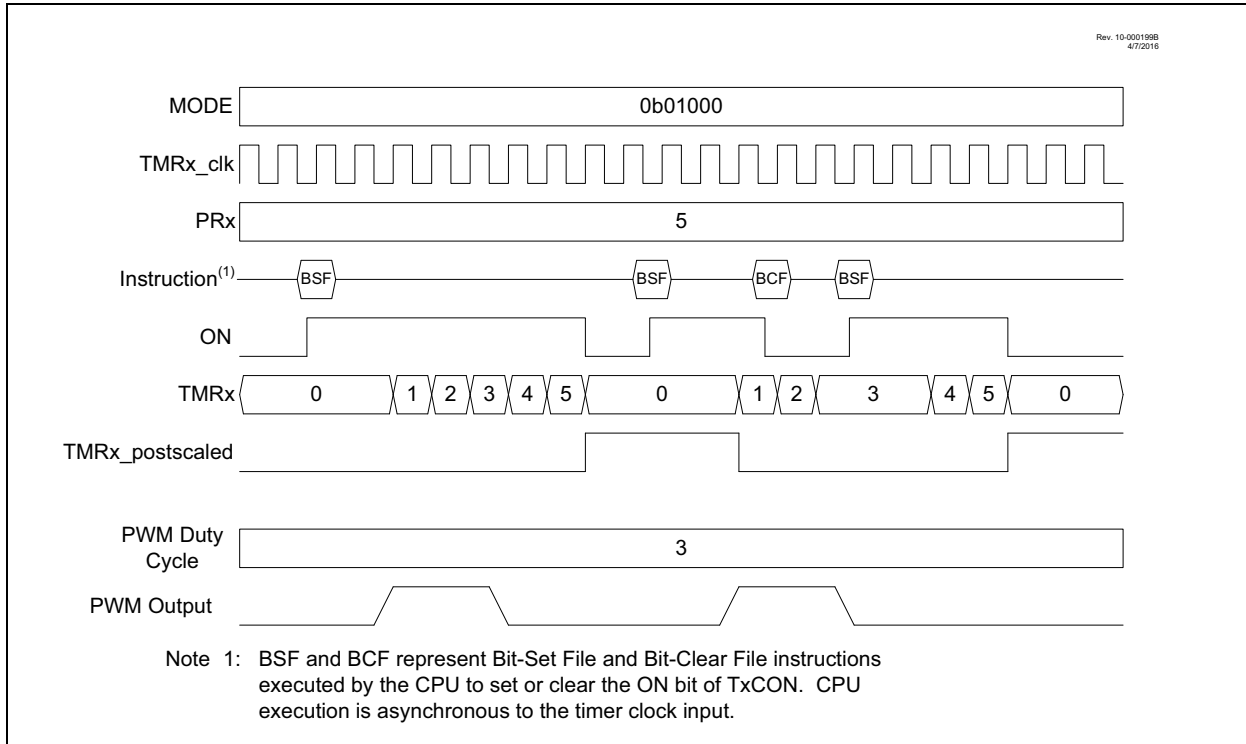 Rev. 10-000199B
4/7/2016
MODE
0b01000
TMRx_clk
PRx
5
Instruction(1)
BSF BSF BCF BSF
ON
TMRx
0 1 2 3 4 5 0 1 2 3 4 5 0
TMRx_postscaled
PWM Duty
Cycle
3
PWM Output
Note 1: BSF and BCF represent Bit-Set File and Bit-Clear File instructions
executed by the CPU to set or clear the ON bit of TxCON. CPU
execution is asynchronous to the timer clock input.